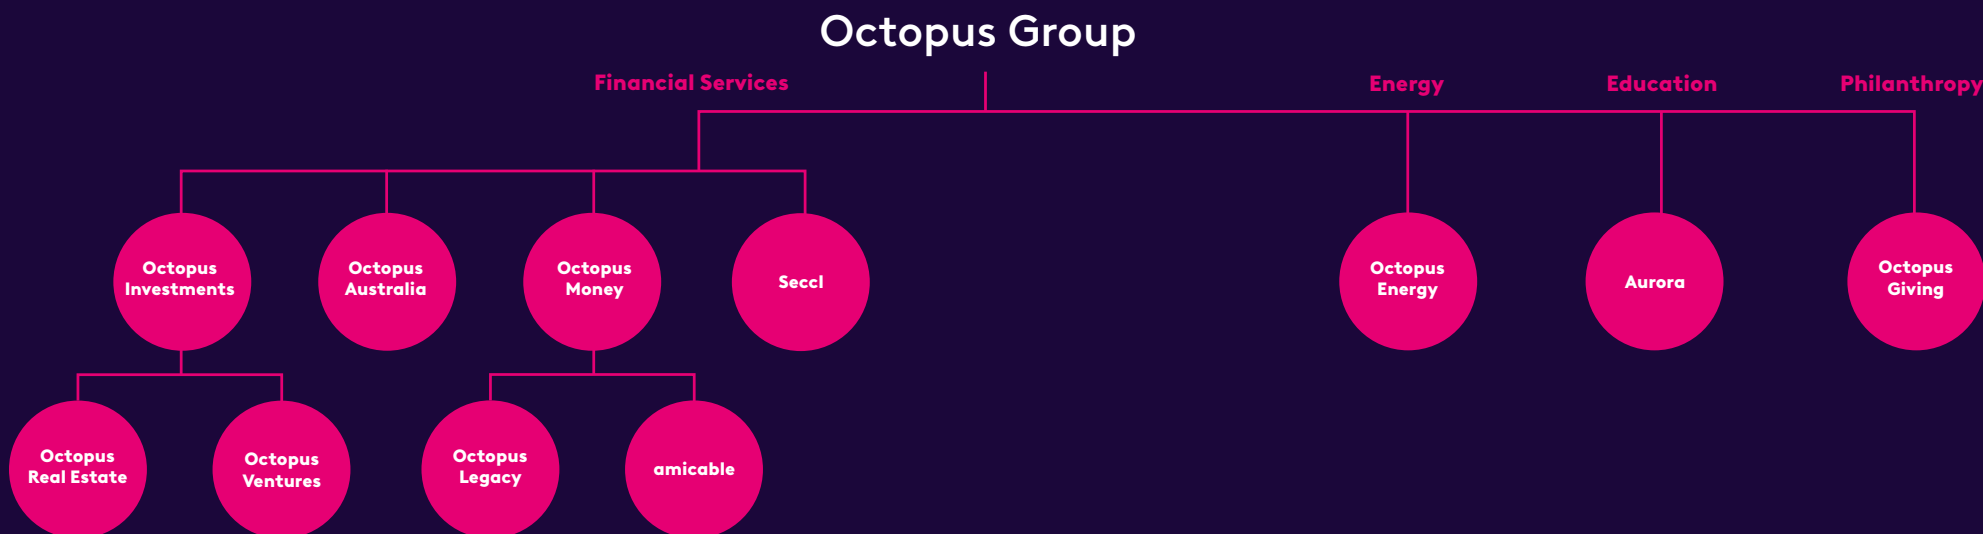 Octopus Group
Financial Services
Energy
Education
Philanthropy
Octopus
Investments
Octopus
Australia
Octopus
Money
Seccl
Octopus
Energy
Aurora
Octopus
Giving
Octopus
Real Estate
Octopus
Ventures
Octopus
Legacy
amicable